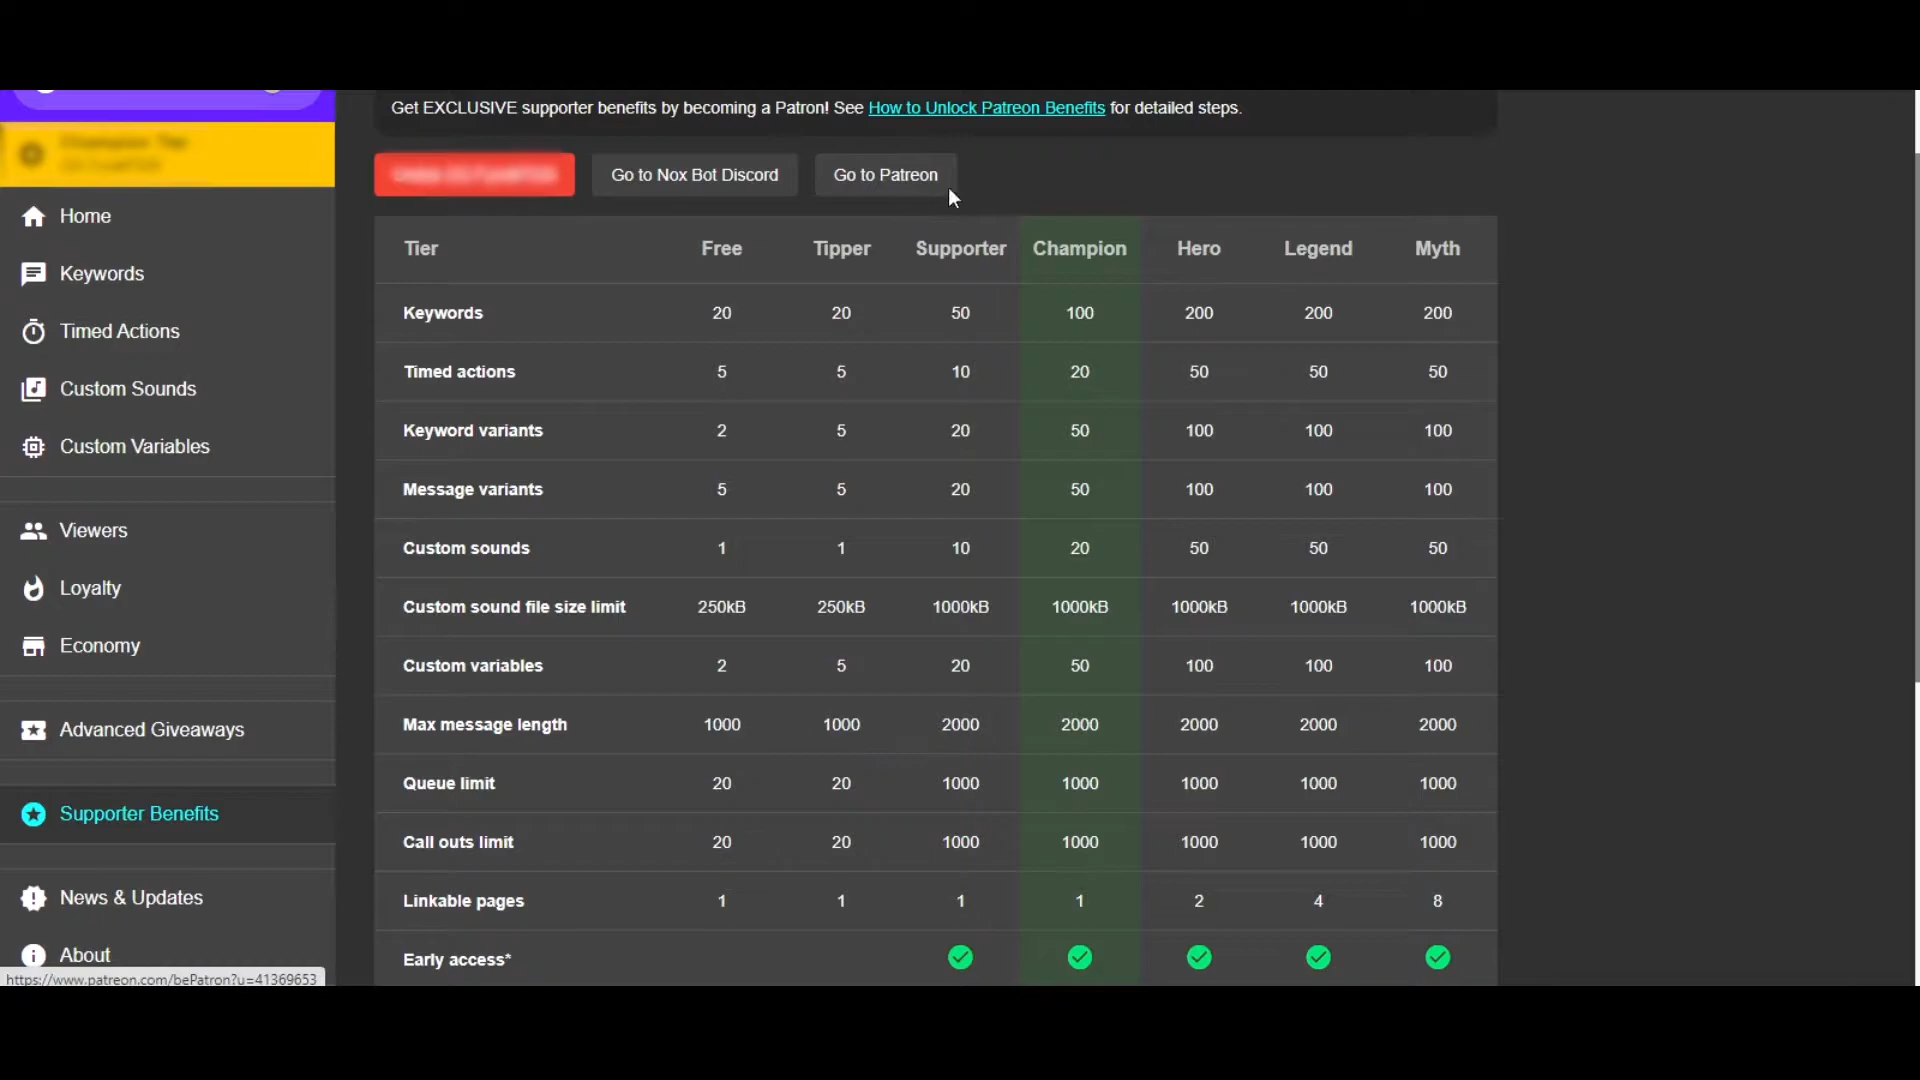 Get EXCLUSIVE supporter benefits by becoming a Patron! See How to Unlock Patreon Benefits for detailed steps.
Go to Nox Bot Discord
Go to Patreon
Home
Keywords
Timed Actions
Custom Sounds
Custom Variables
Viewers
Loyalty
Economy
Advanced Giveaways
Supporter Benefits
News & Updates
About
https://www.patreon.com/bePatron?u=41369653
Tier Free Tipper Supporter Champion Hero Legend Myth
Keywords 20 20 50 100 200 200 200
Timed actions 5 5 10 20 50 50 50
Keyword variants 2 5 20 50 100 100 100
Message variants 5 5 20 50 100 100 100
Custom sounds 1 1 10 20 50 50 50
Custom sound file size limit 250kB 250kB 1000kB 1000kB 1000kB 1000kB 1000kB
Custom variables 2 5 20 50 100 100 100
Max message length 1000 1000 2000 2000 2000 2000 2000
Queue limit 20 20 1000 1000 1000 1000 1000
Call outs limit 20 20 1000 1000 1000 1000 1000
Linkable pages 1 1 1 1 2 4 8
Early access*